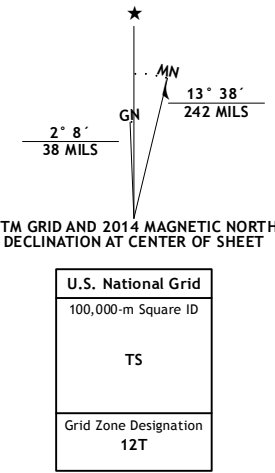 MN
GN
13° 38´
242 MILS
2° 8´
38 MILS
TM GRID AND 2014 MAGNETIC NORTH
DECLINATION AT CENTER OF SHEET
U.S. National Grid
100,000-m Square ID
TS
Grid Zone Designation
12T